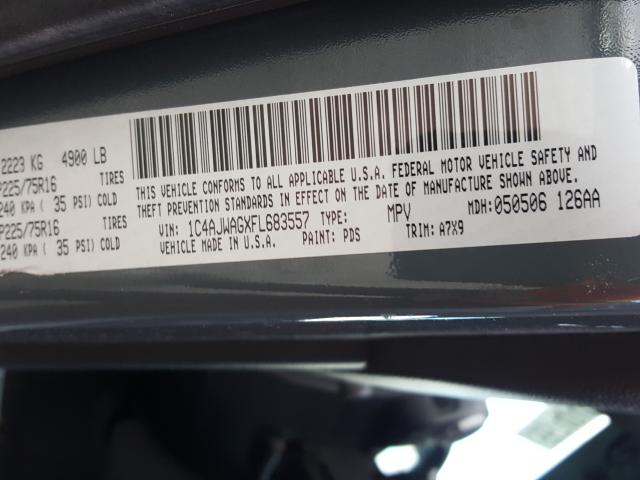 2223 KG 4900 LB
P225/75R16 TIRES
240 KPA ( 35 PSI) COLD
P225/75R16 TIRES
240 KPA ( 35 PSI) COLD
THIS VEHICLE CONFORMS TO ALL APPLICABLE U.S.A. FEDERAL MOTOR VEHICLE SAFETY AND
THEFT PREVENTION STANDARDS IN EFFECT ON THE DATE OF MANUFACTURE SHOWN ABOVE.
VIN: 1C4AJWAGXFL683557 TYPE: MPV MDH: 050506 126AA
VEHICLE MADE IN U.S.A. PAINT: PDS TRIM: A7X9